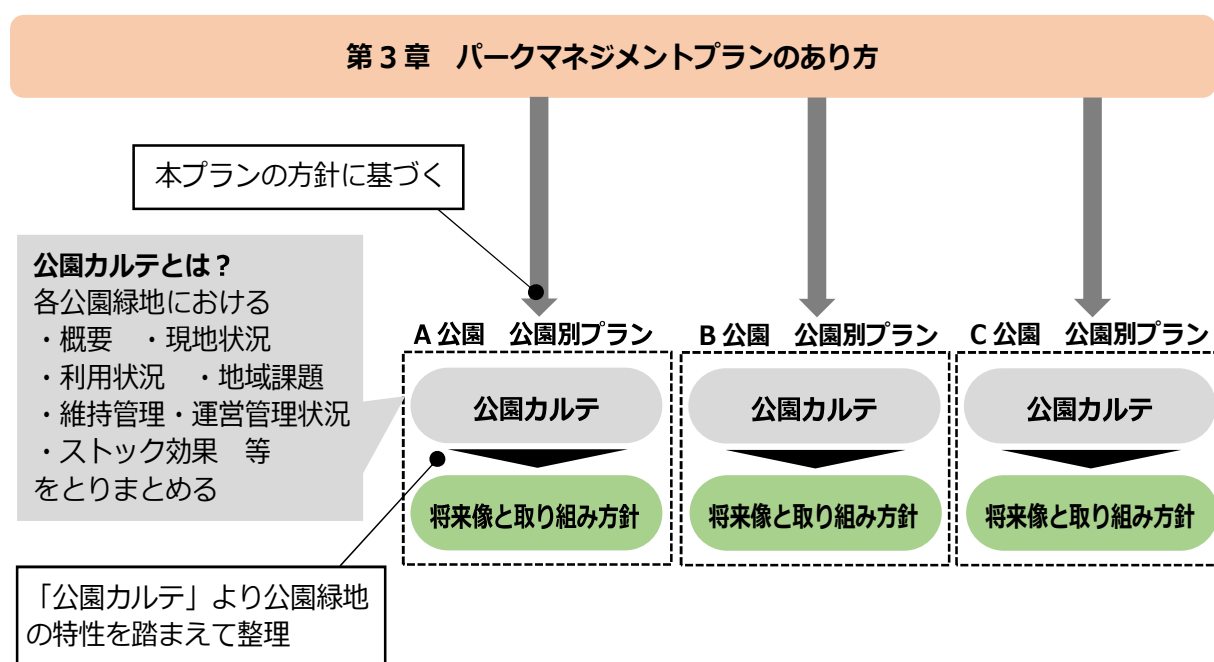 第3章　パークマネジメントプランのあり方
本プランの方針に基づく
公園カルテとは？
各公園緑地における
・概要　・現地状況
・利用状況　・地域課題
・維持管理・運営管理状況
・ストック効果　等
をとりまとめる
A公園　公園別プラン
公園カルテ
将来像と取り組み方針
B公園　公園別プラン
公園カルテ
将来像と取り組み方針
C公園　公園別プラン
公園カルテ
将来像と取り組み方針
「公園カルテ」より公園緑地
の特性を踏まえて整理